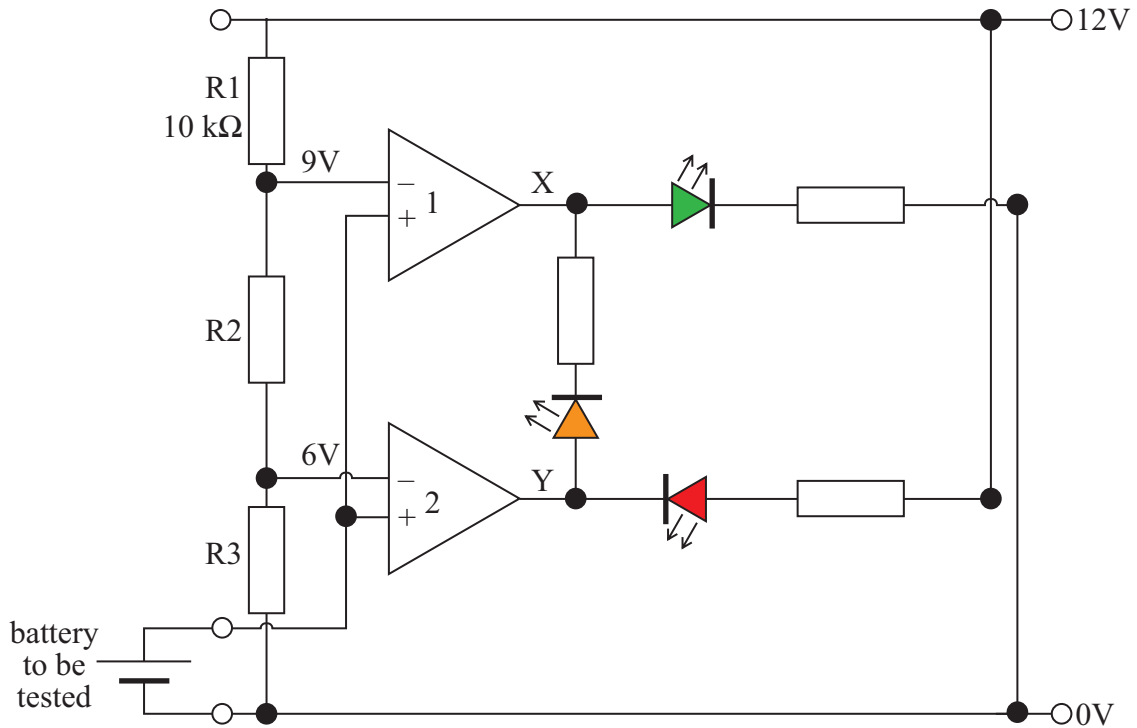 12V
R1
10 kΩ
9V
−
1
+
X
R2
6V
−
2
+
Y
R3
battery
to be
tested
0V